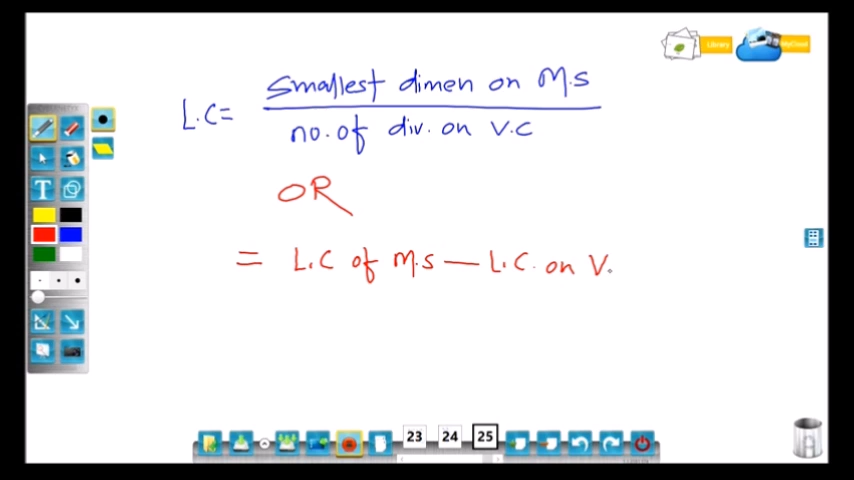 Library
MyCloud
L.C = smallest dimen on M.S
no. of div. on V.C
OR
= L.C of M.S — L.C. on V.
T
23 24 25